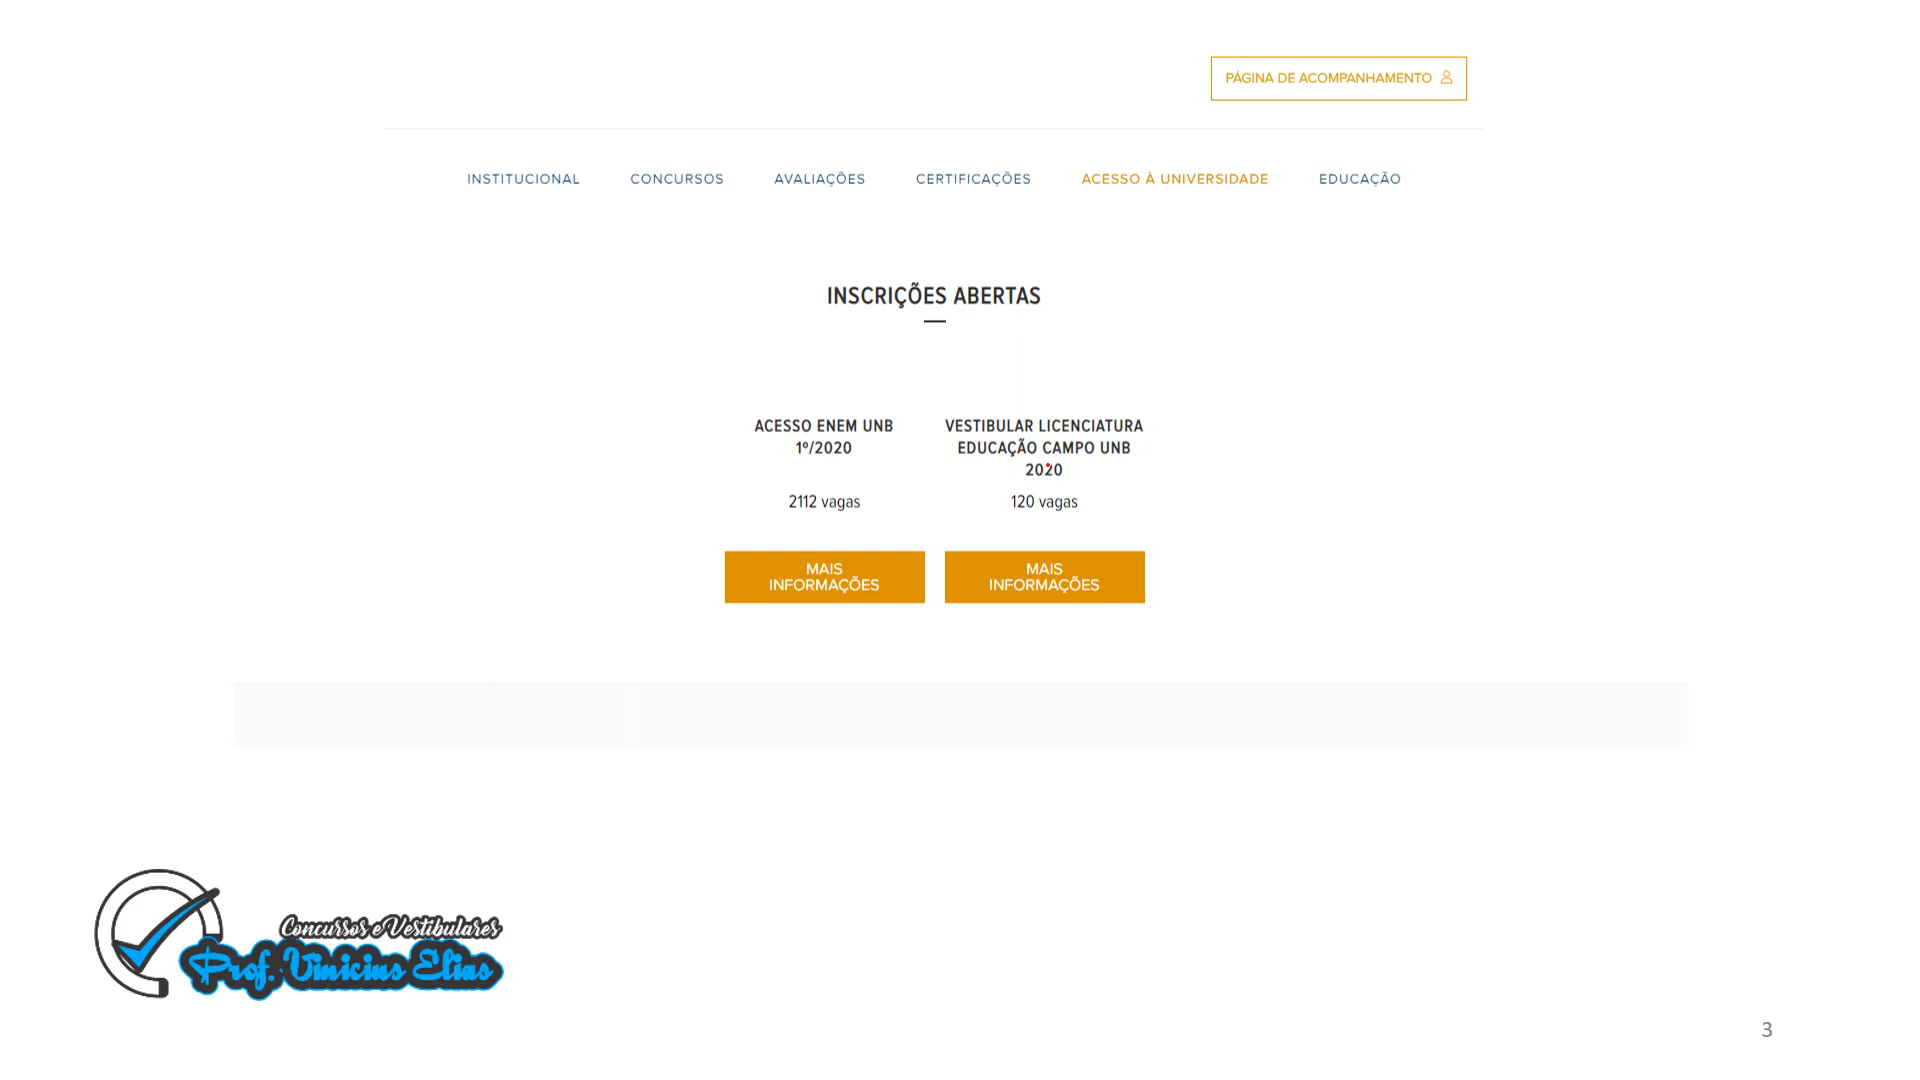 PÁGINA DE ACOMPANHAMENTO
INSTITUCIONAL CONCURSOS AVALIAÇÕES CERTIFICAÇÕES ACESSO À UNIVERSIDADE EDUCAÇÃO
INSCRIÇÕES ABERTAS
ACESSO ENEM UNB
1º/2020
2112 vagas
MAIS
INFORMAÇÕES
VESTIBULAR LICENCIATURA
EDUCAÇÃO CAMPO UNB
2020
120 vagas
MAIS
INFORMAÇÕES
Concursos e Vestibulares
Prof. Vinicius Elias
3